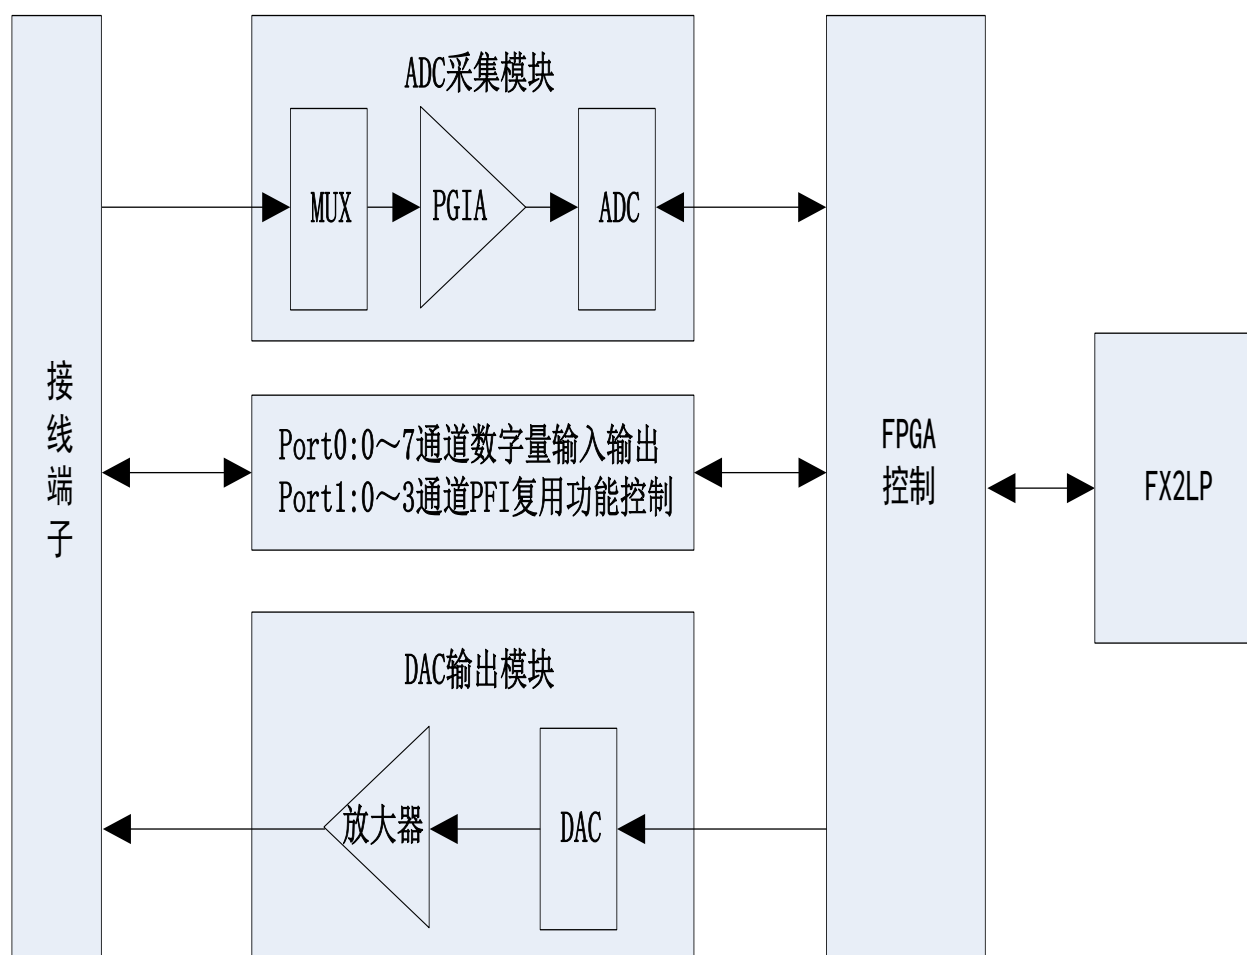 ADC采集模块
MUX
PGIA
ADC
接线端子
Port0:0～7通道数字量输入输出
Port1:0～3通道PFI复用功能控制
FPGA
控制
FX2LP
DAC输出模块
放大器
DAC